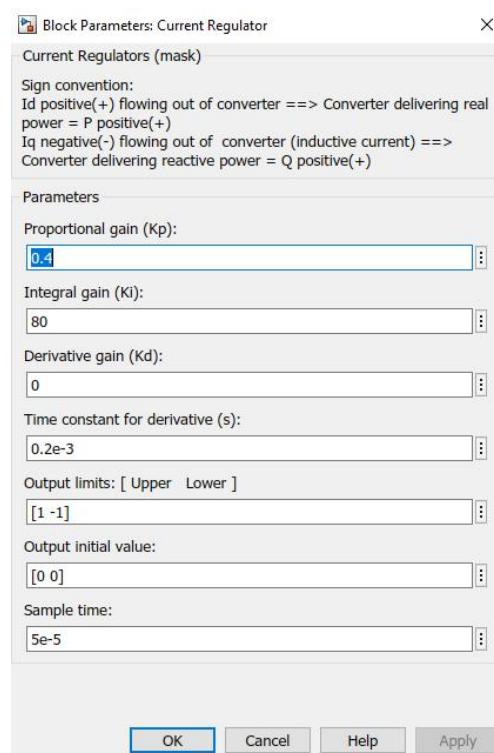 Block Parameters: Current Regulator
Current Regulators (mask)
Sign convention:
Id positive(+) flowing out of converter ==> Converter delivering real
power = P positive(+)
Iq negative(-) flowing out of  converter (inductive current) ==>
Converter delivering reactive power = Q positive(+)
Parameters
Proportional gain (Kp):
0.4
Integral gain (Ki):
80
Derivative gain (Kd):
0
Time constant for derivative (s):
0.2e-3
Output limits: [ Upper   Lower ]
[1 -1]
Output initial value:
[0 0]
Sample time:
5e-5
OK Cancel Help Apply